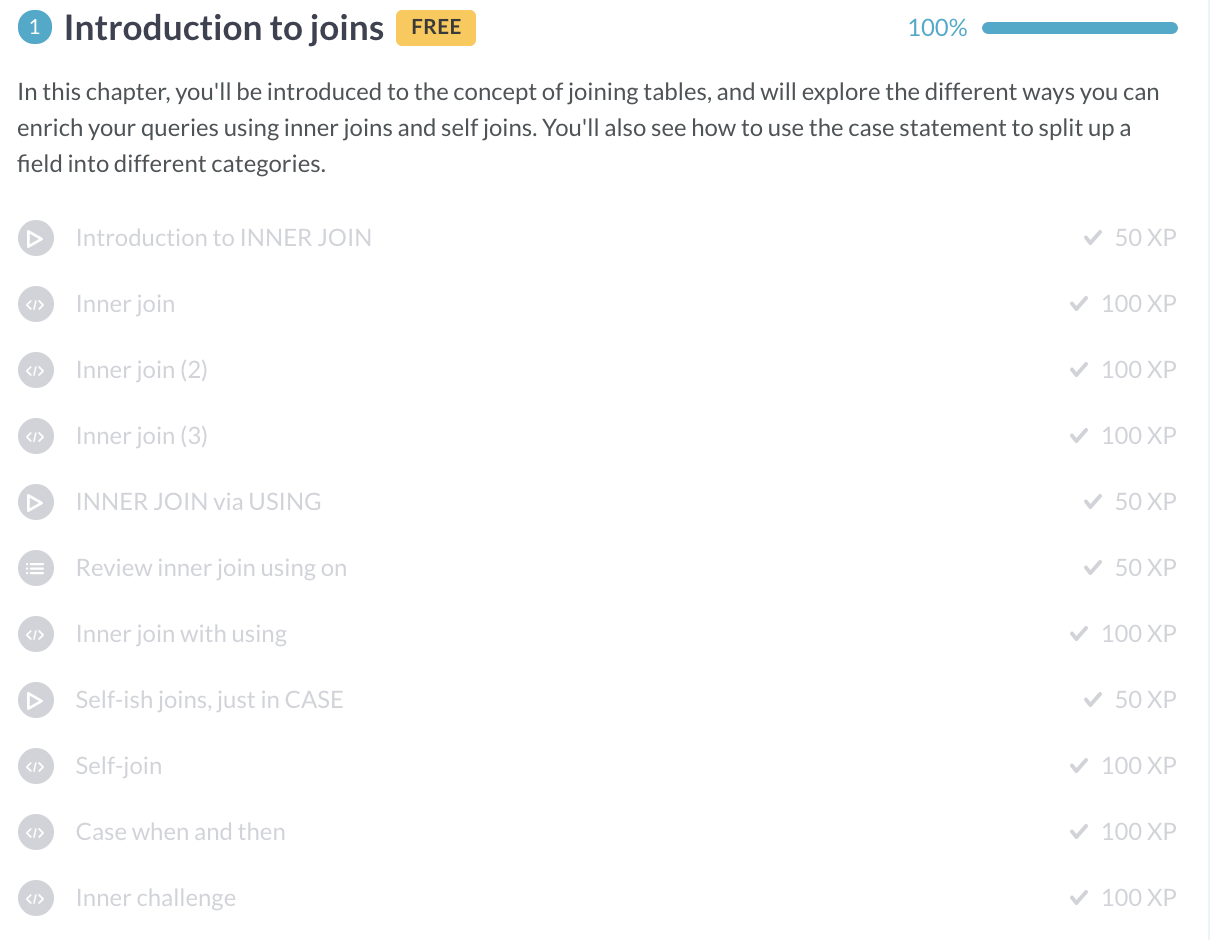 1 Introduction to joins FREE 100%
In this chapter, you'll be introduced to the concept of joining tables, and will explore the different ways you can
enrich your queries using inner joins and self joins. You'll also see how to use the case statement to split up a
field into different categories.
Introduction to INNER JOIN 50 XP
Inner join 100 XP
Inner join (2) 100 XP
Inner join (3) 100 XP
INNER JOIN via USING 50 XP
Review inner join using on 50 XP
Inner join with using 100 XP
Self-ish joins, just in CASE 50 XP
Self-join 100 XP
Case when and then 100 XP
Inner challenge 100 XP